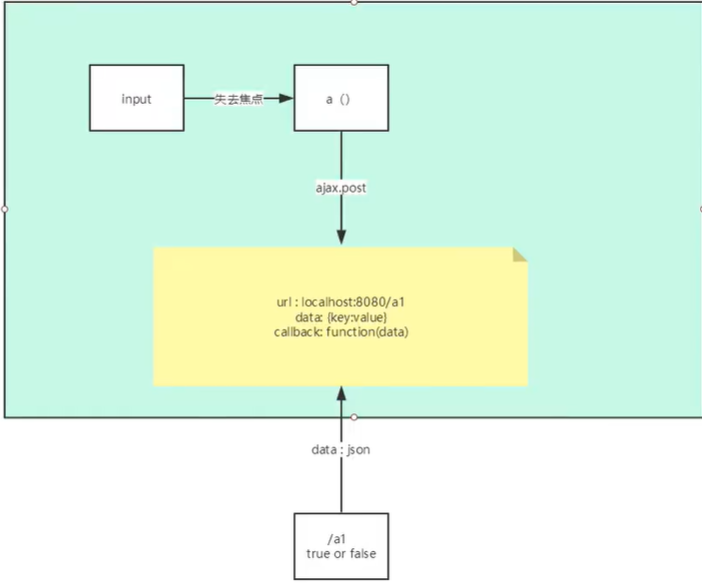 input
失去焦点
a（）
ajax.post
url : localhost:8080/a1
data: {key:value}
callback: function(data)
data : json
/a1
true or false